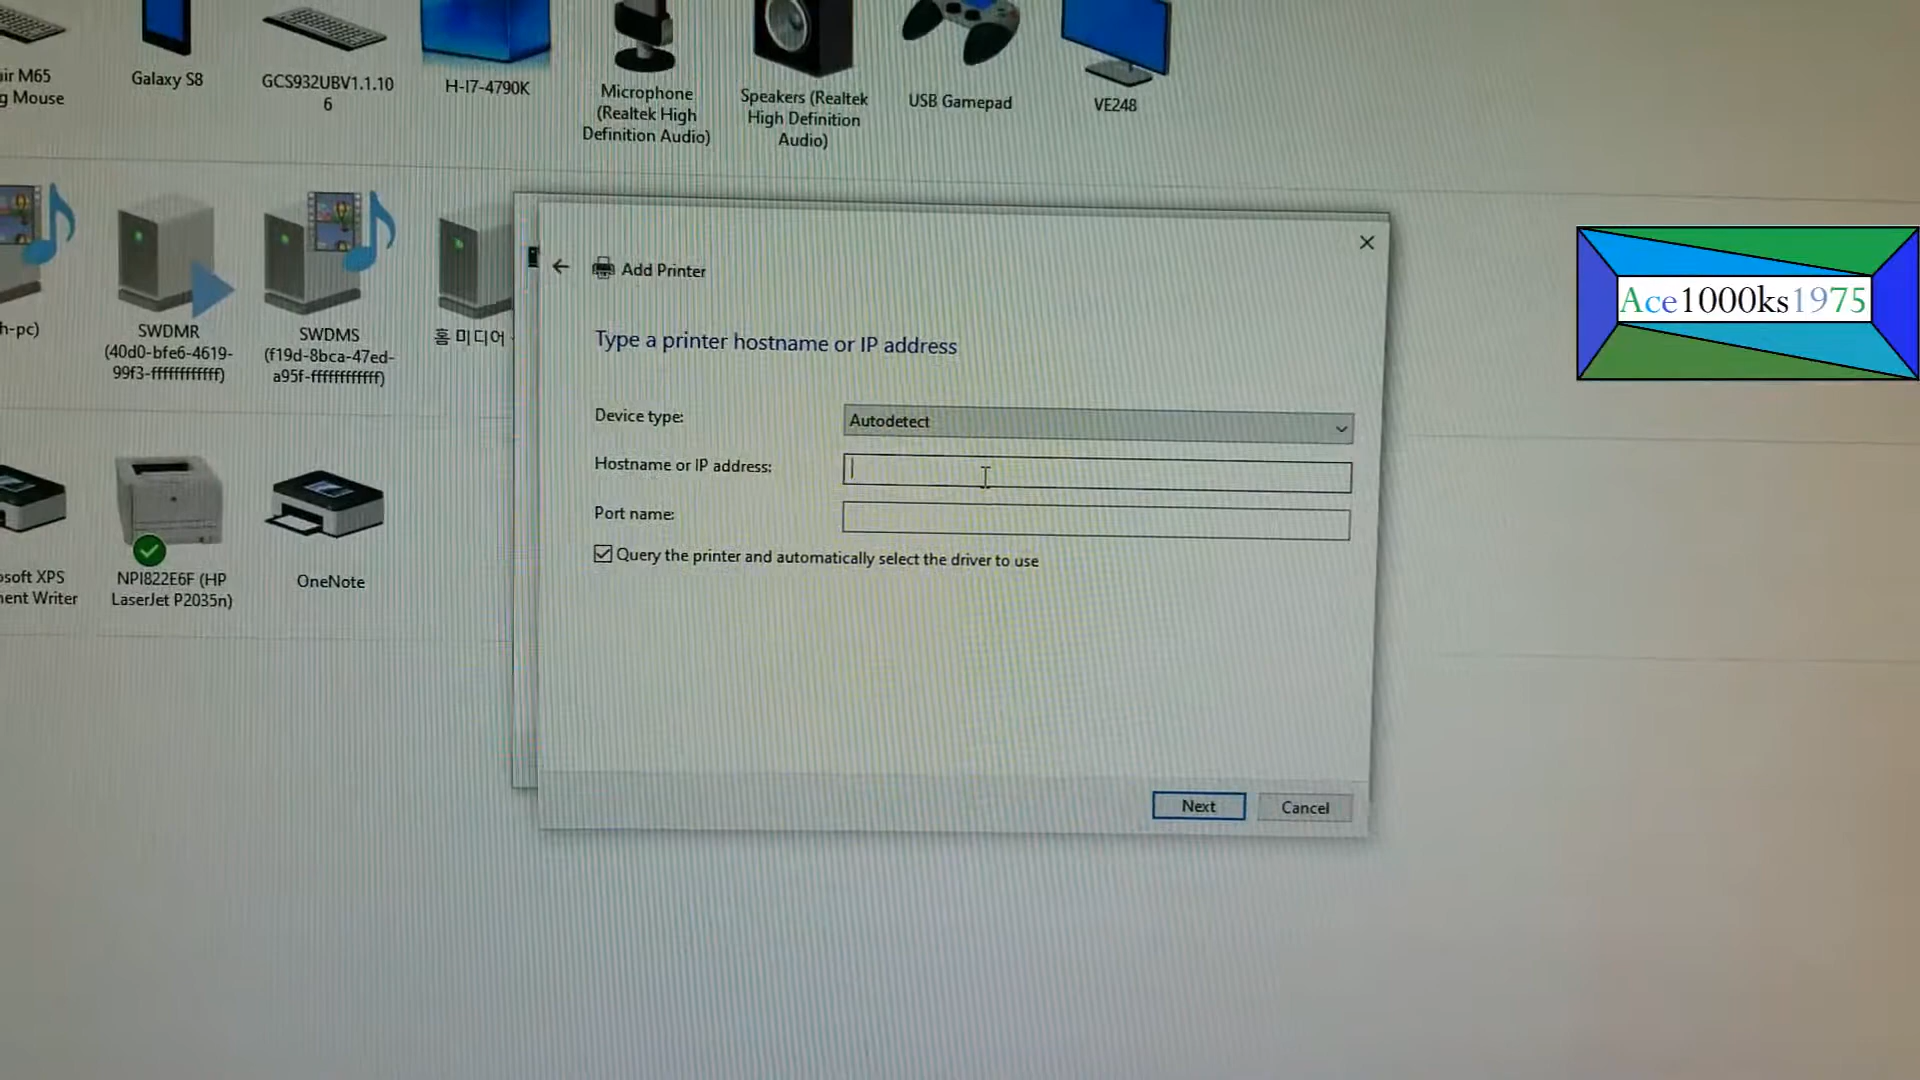 ir M65
g Mouse
Galaxy S8
GCS932UBV1.1.10
6
H-I7-4790K
Microphone
(Realtek High
Definition Audio)
Speakers (Realtek
High Definition
Audio)
USB Gamepad
VE248
h-pc)
SWDMR
(40d0-bfe6-4619-
99f3-ffffffffffff)
SWDMS
(f19d-8bca-47ed-
a95f-ffffffffffff)
홈 미디어
Add Printer
Type a printer hostname or IP address
Device type:
Autodetect
Hostname or IP address:
Port name:
Query the printer and automatically select the driver to use
Next
Cancel
osoft XPS
ent Writer
NPI822E6F (HP
LaserJet P2035n)
OneNote
Ace1000ks1975